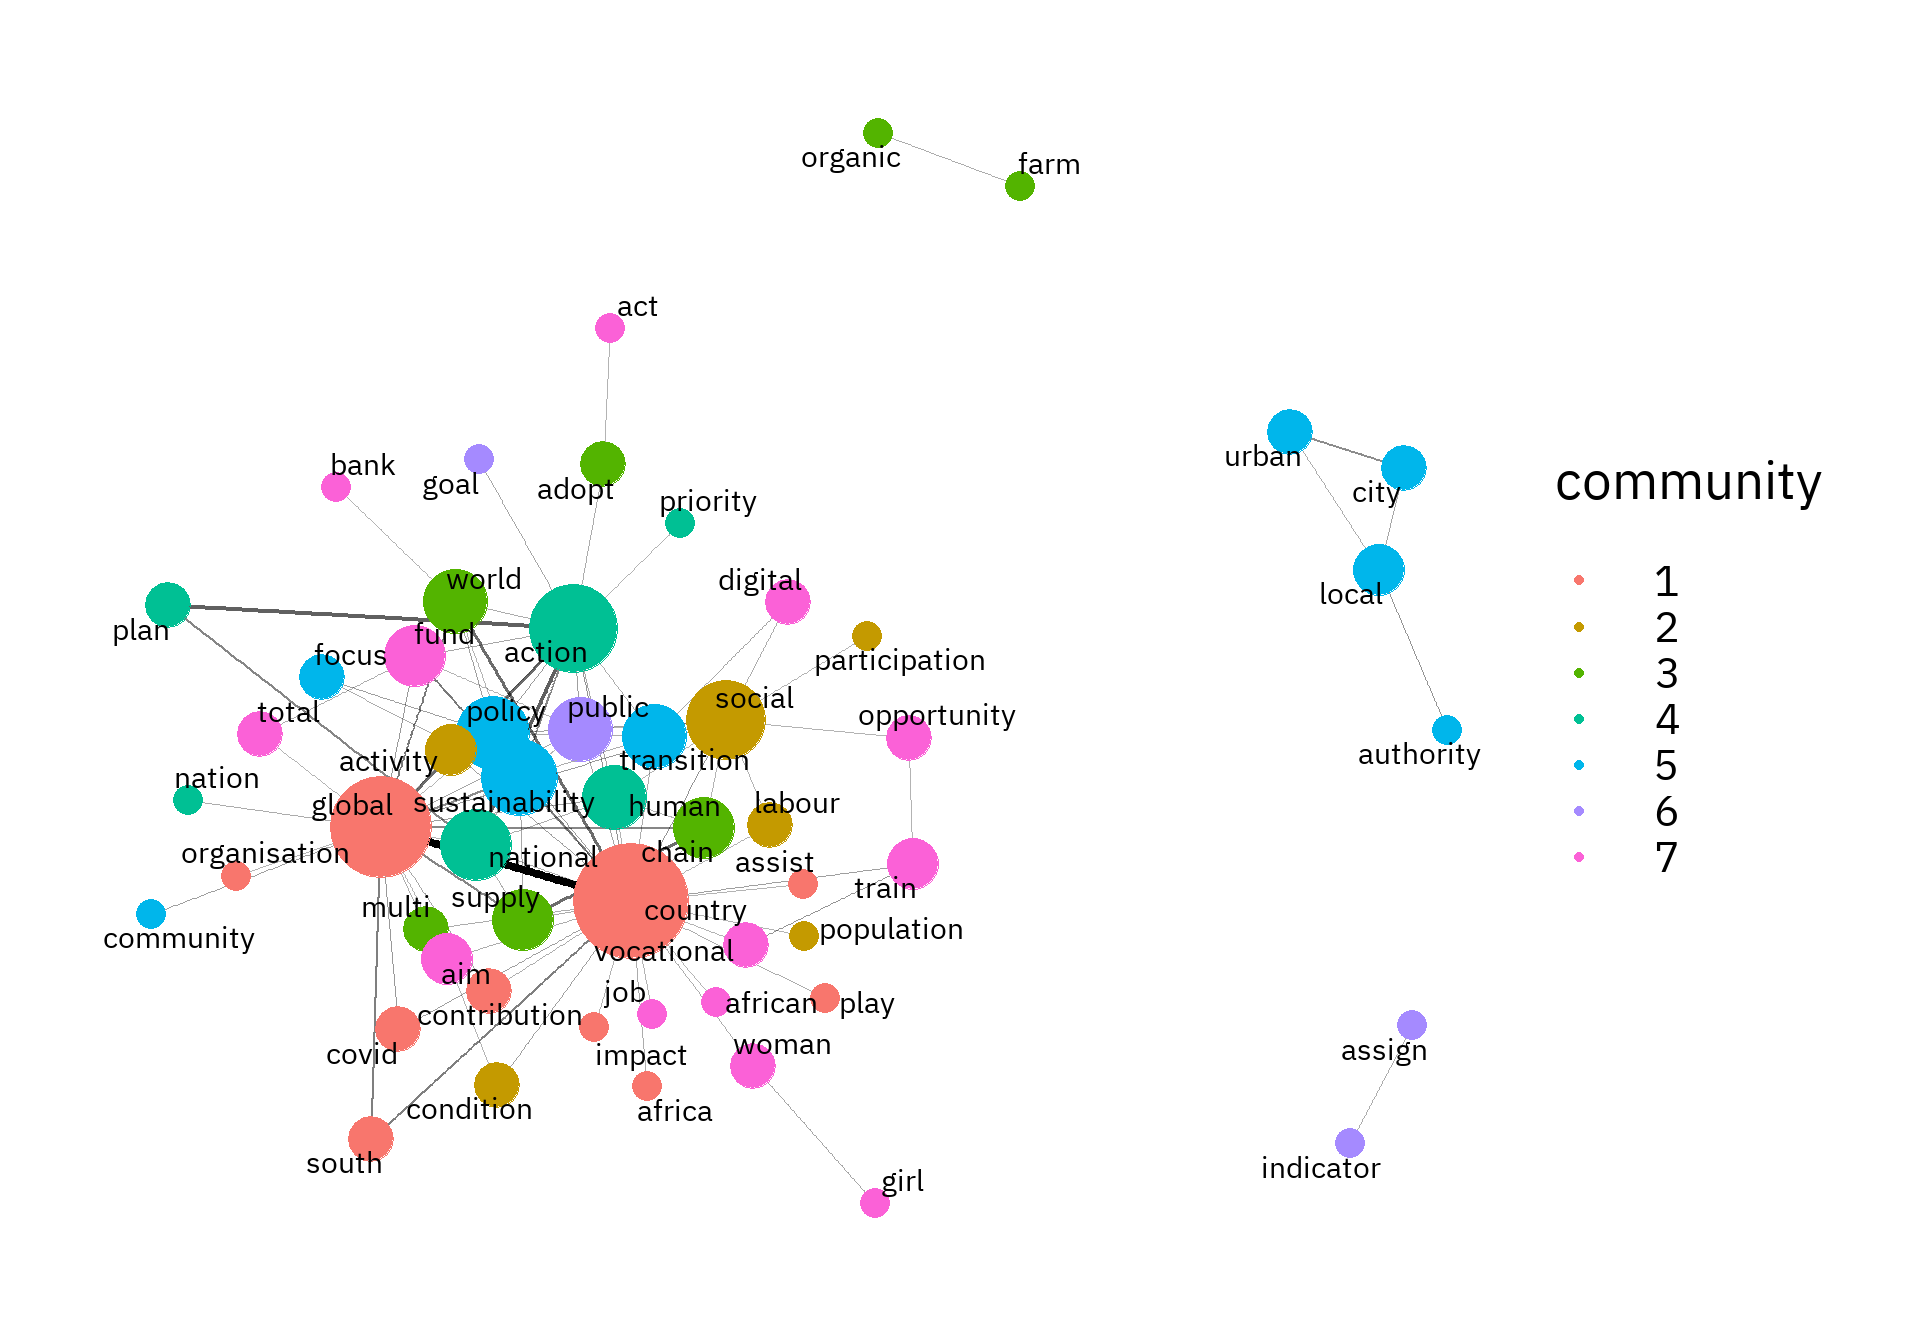 organic
farm
act
bank
goal
adopt
priority
world
digital
plan
fund
focus
action
participation
total
policy
public
social
opportunity
activity
transition
nation
global
sustainability
human
labour
organisation
national
chain
assist
train
multi
supply
country
community
vocational
population
aim
job
african
play
contribution
covid
impact
woman
condition
africa
south
girl
urban
city
local
authority
assign
indicator
community
1
2
3
4
5
6
7